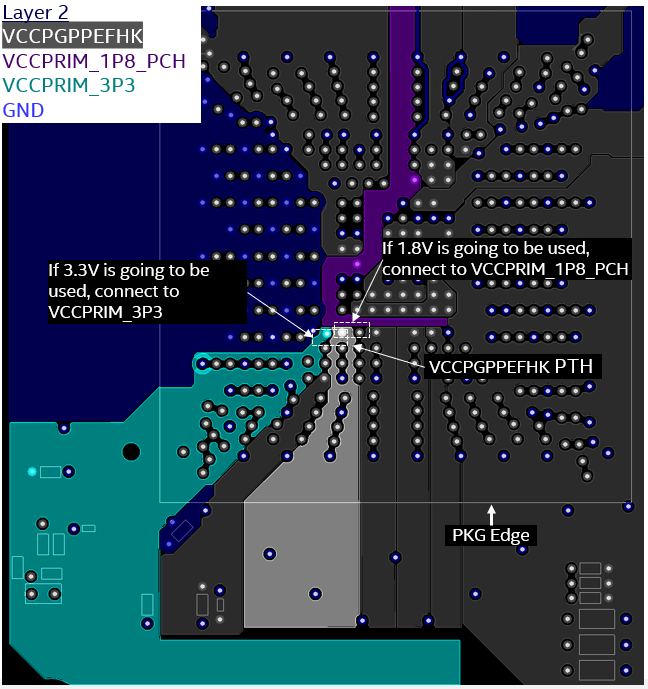 Layer 2
VCCPGPPEFHK
VCCPRIM_1P8_PCH
VCCPRIM_3P3
GND
If 1.8V is going to be used,
connect to VCCPRIM_1P8_PCH
If 3.3V is going to be
used, connect to
VCCPRIM_3P3
VCCPGPPEFHK PTH
PKG Edge